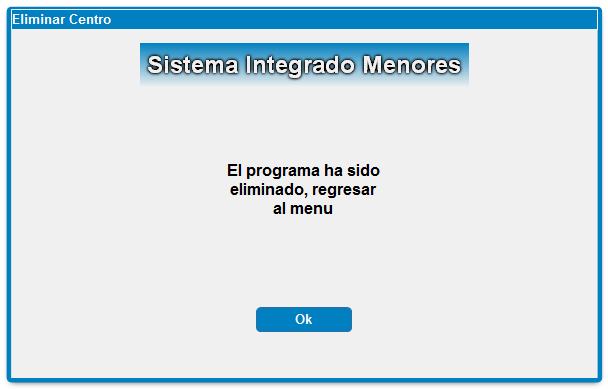 Eliminar Centro
Sistema Integrado Menores
El programa ha sido
eliminado, regresar
al menu
Ok